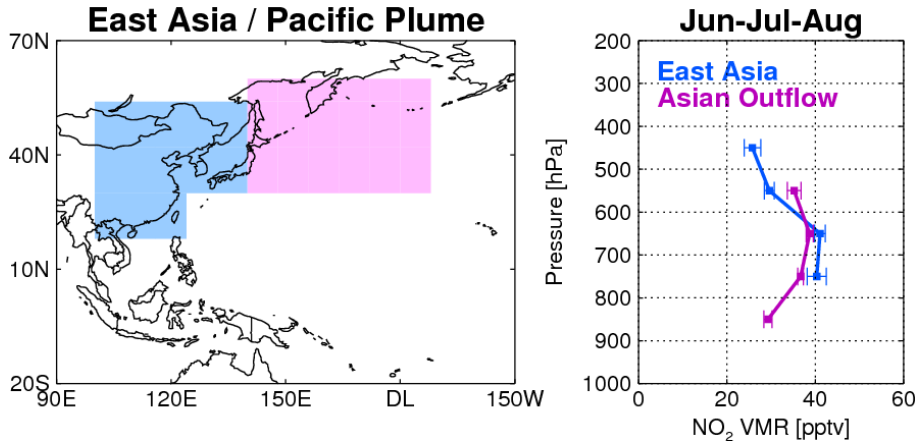 East Asia / Pacific Plume
70N
40N
10N
20S
90E
120E
150E
DL
150W
Jun-Jul-Aug
East Asia
Asian Outflow
Pressure [hPa]
200
300
400
500
600
700
800
900
1000
0
20
40
60
NO₂ VMR [pptv]